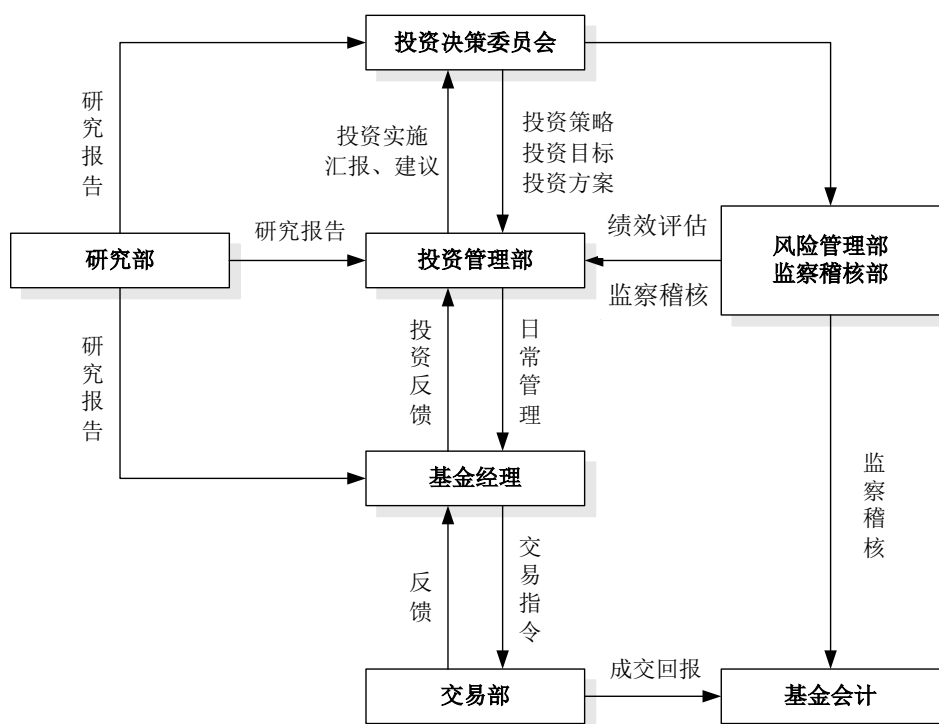 投资决策委员会
研究报告
投资实施
汇报、建议
投资策略
投资目标
投资方案
研究部
研究报告
投资管理部
绩效评估
监察稽核
风险管理部
监察稽核部
研究报告
投资反馈
日常管理
基金经理
监察稽核
反馈
交易指令
交易部
成交回报
基金会计